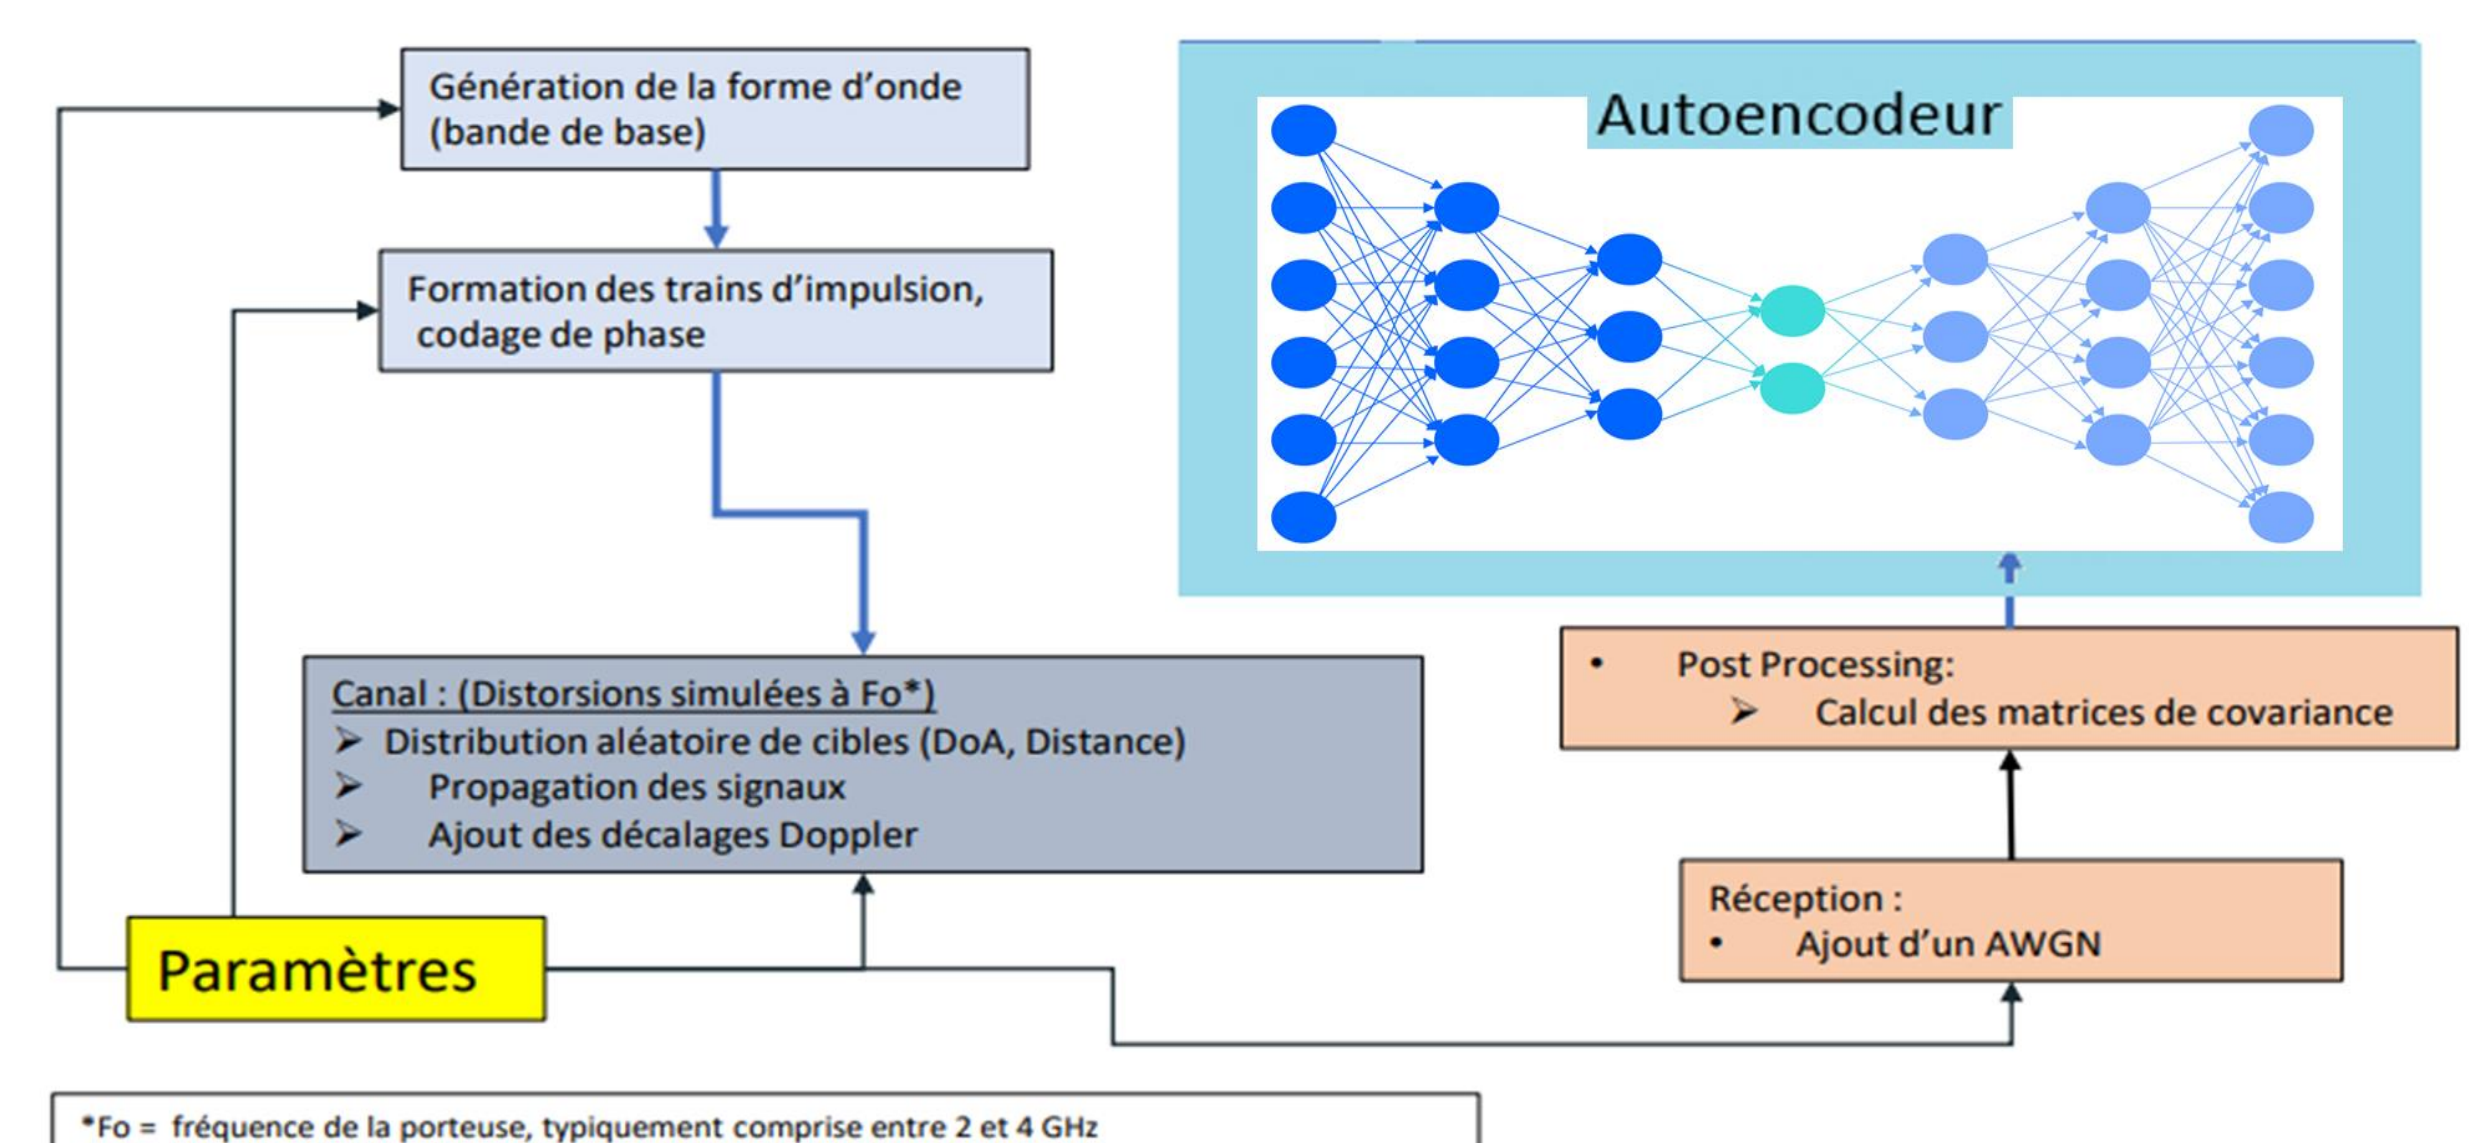 Génération de la forme d’onde
(bande de base)
Formation des trains d’impulsion,
codage de phase
Autoencodeur
Canal : (Distorsions simulées à Fo*)
➢ Distribution aléatoire de cibles (DoA, Distance)
➢ Propagation des signaux
➢ Ajout des décalages Doppler
• Post Processing:
➢ Calcul des matrices de covariance
Réception :
• Ajout d’un AWGN
Paramètres
*Fo = fréquence de la porteuse, typiquement comprise entre 2 et 4 GHz